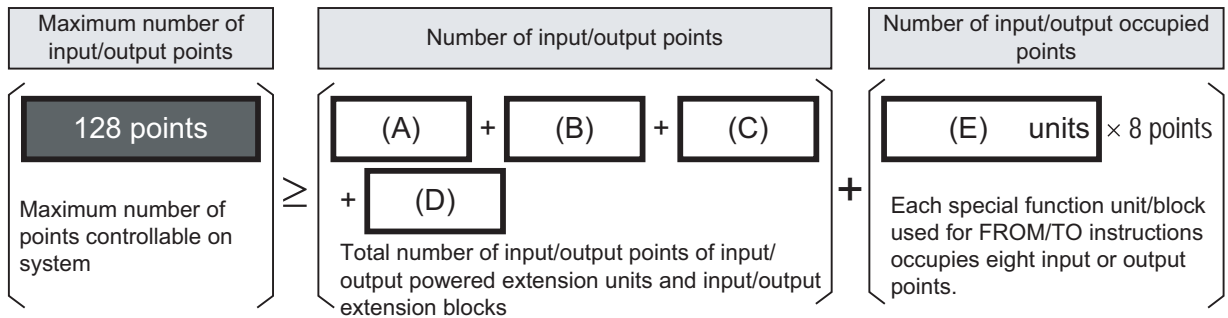 Maximum number of
input/output points
128 points
Maximum number of
points controllable on
system
≥
Number of input/output points
(A) + (B) + (C)
+ (D)
Total number of input/output points of input/
output powered extension units and input/output
extension blocks
+
Number of input/output occupied
points
(E) units × 8 points
Each special function unit/block
used for FROM/TO instructions
occupies eight input or output
points.